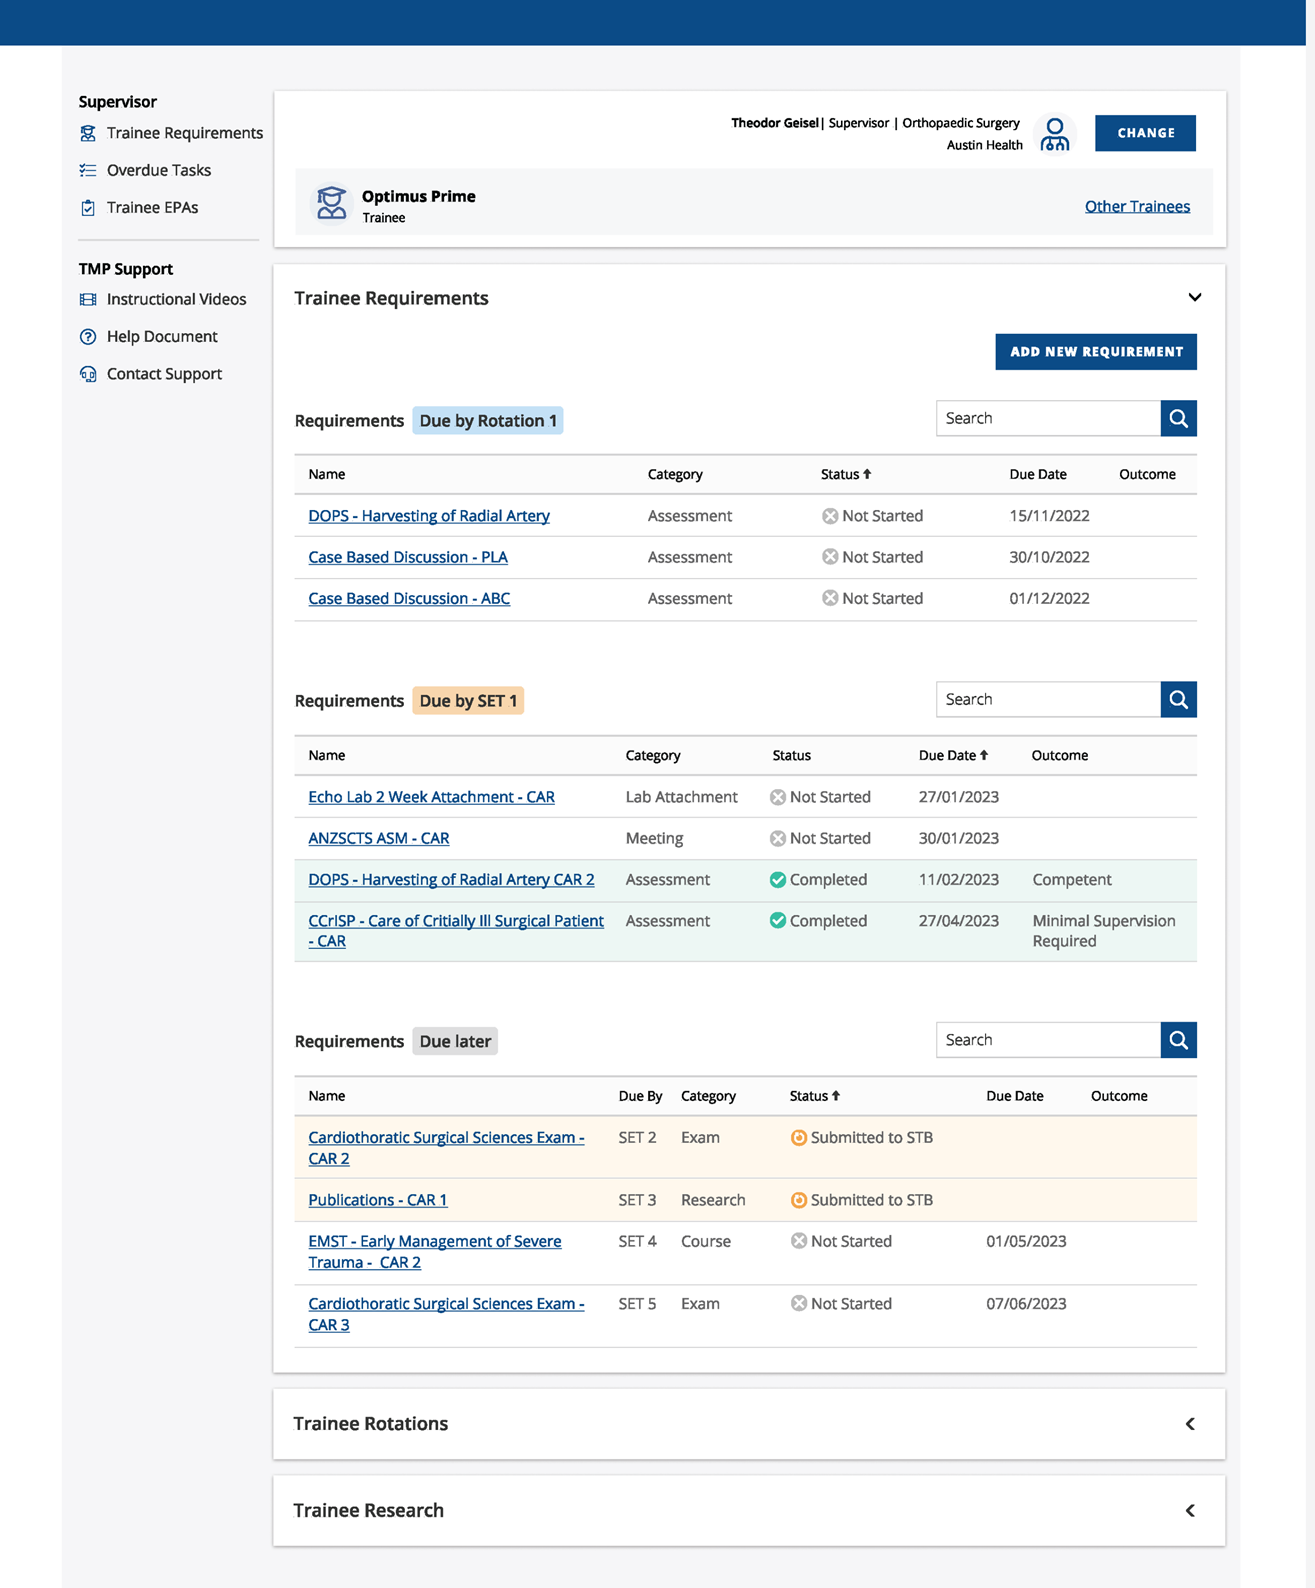 Supervisor
Trainee Requirements
Overdue Tasks
Trainee EPAs
TMP Support
Instructional Videos
Help Document
Contact Support
Theodor Geisel| Supervisor | Orthopaedic Surgery
Austin Health
CHANGE
Optimus Prime
Trainee
Other Trainees
Trainee Requirements
ADD NEW REQUIREMENT
Requirements Due by Rotation 1 Search
Name Category Status Due Date Outcome
DOPS - Harvesting of Radial Artery Assessment Not Started 15/11/2022
Case Based Discussion - PLA Assessment Not Started 30/10/2022
Case Based Discussion - ABC Assessment Not Started 01/12/2022
Requirements Due by SET 1 Search
Name Category Status Due Date Outcome
Echo Lab 2 Week Attachment - CAR Lab Attachment Not Started 27/01/2023
ANZSCTS ASM - CAR Meeting Not Started 30/01/2023
DOPS - Harvesting of Radial Artery CAR 2 Assessment Completed 11/02/2023 Competent
CCrISP - Care of Critially Ill Surgical Patient Assessment Completed 27/04/2023 Minimal Supervision
- CAR Required
Requirements Due later Search
Name Due By Category Status Due Date Outcome
Cardiothoratic Surgical Sciences Exam - SET 2 Exam Submitted to STB
CAR 2
Publications - CAR 1 SET 3 Research Submitted to STB
EMST - Early Management of Severe SET 4 Course Not Started 01/05/2023
Trauma - CAR 2
Cardiothoratic Surgical Sciences Exam - SET 5 Exam Not Started 07/06/2023
CAR 3
Trainee Rotations
Trainee Research